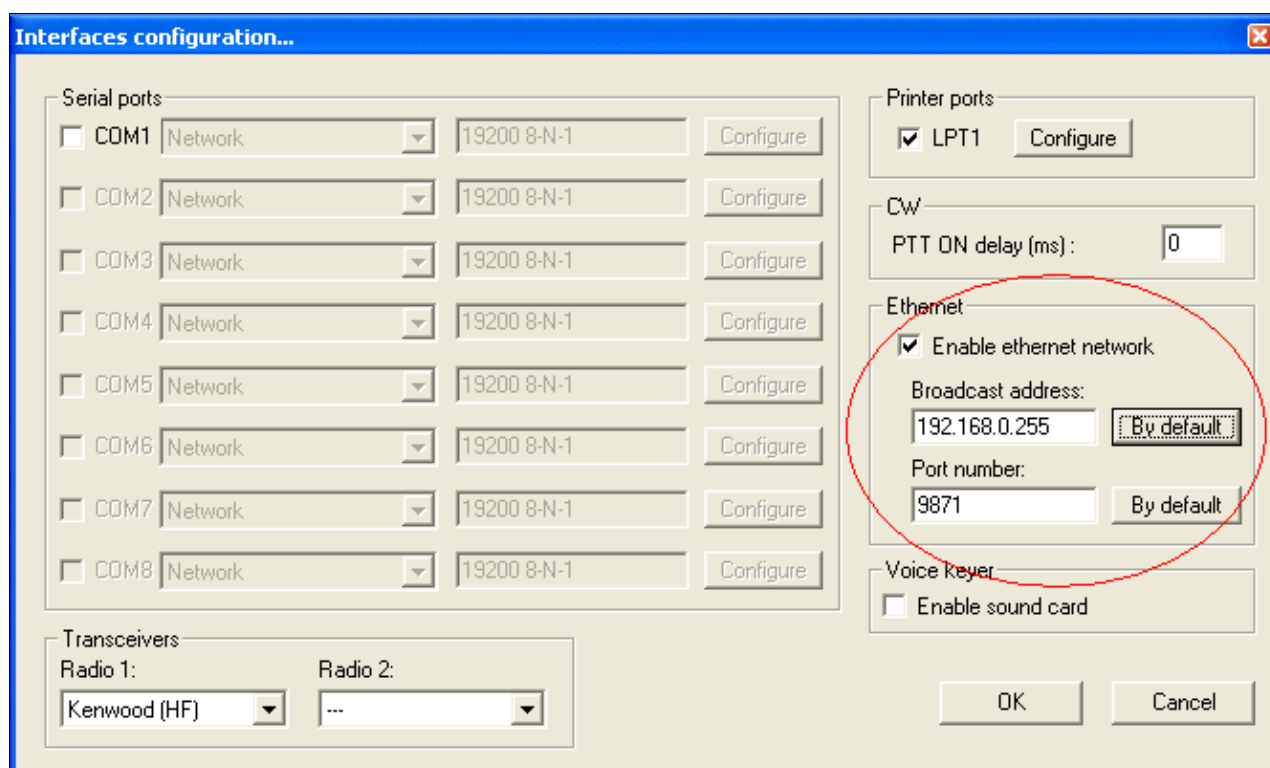 Interfaces configuration...
Serial ports
COM1 Network 19200 8-N-1 Configure
COM2 Network 19200 8-N-1 Configure
COM3 Network 19200 8-N-1 Configure
COM4 Network 19200 8-N-1 Configure
COM5 Network 19200 8-N-1 Configure
COM6 Network 19200 8-N-1 Configure
COM7 Network 19200 8-N-1 Configure
COM8 Network 19200 8-N-1 Configure
Transceivers
Radio 1: Radio 2:
Kenwood (HF) ---
Printer ports
LPT1 Configure
CW
PTT ON delay (ms) : 0
Ethernet
Enable ethernet network
Broadcast address:
192.168.0.255 By default
Port number:
9871 By default
Voice keyer
Enable sound card
OK Cancel